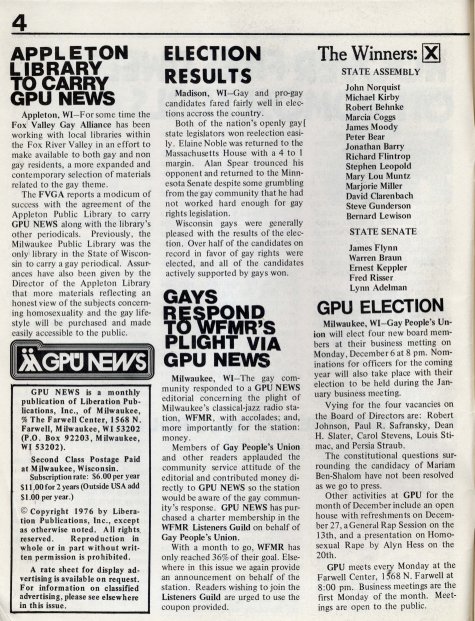 4
APPLETON
LIBRARY
TO CARRY
GPU NEWS
Appleton, WI—For some time the
Fox Valley Gay Alliance has been
working with local libraries within
the Fox River Valley in an effort to
make available to both gay and non
gay residents, a more expanded and
contemporary selection of materials
related to the gay theme.
The FVGA reports a modicum of
success with the agreement of the
Appleton Public Library to carry
GPU NEWS along with the library's
other periodicals. Previously, the
Milwaukee Public Library was the
only library in the State of Wiscon-
sin to carry a gay periodical. Assur-
ances have also been given by the
Director of the Appleton Library
that more materials reflecting an
honest view of the subjects concern-
ing homosexuality and the gay life-
style will be purchased and made
easily accessible to the public.
GPU NEWS
GPU NEWS is a monthly
publication of Liberation Pub-
lications, Inc., of Milwaukee,
% The Farwell Center, 1568 N.
Farwell, Milwaukee, WI 53202
(P.O. Box 92203, Milwaukee,
WI 53202).
Second Class Postage Paid
at Milwaukee, Wisconsin.
Subscription rate: $6.00 per year
$11.00 for 2 years (Outside USA add
$1.00 per year.)
© Copyright 1976 by Libera-
tion Publications, Inc., except
as otherwise noted. All rights
reserved. Reproduction in
whole or in part without writ-
ten permission is prohibited.
A rate sheet for display ad-
vertising is available on request.
For information on classified
advertising, please see elsewhere
in this issue.
ELECTION
RESULTS
Madison, WI—Gay and pro-gay
candidates fared fairly well in elec-
tions accross the country.
Both of the nation's openly gay
state legislators won reelection easi-
ly. Elaine Noble was returned to the
Massachusetts House with a 4 to 1
margin. Alan Spear trounced his
opponent and returned to the Minn-
esota Senate despite some grumbling
from the gay community that he had
not worked hard enough for gay
rights legislation.
Wisconsin gays were generally
pleased with the results of the elec-
tion. Over half of the candidates on
record in favor of gay rights were
elected, and all of the candidates
actively supported by gays won.
GAYS
RESPOND
TO WFMR'S
PLIGHT VIA
GPU NEWS
Milwaukee, WI—The gay com-
munity responded to a GPU NEWS
editorial concerning the plight of
Milwaukee's classical-jazz radio sta-
tion, WFMR, with accolades; and,
more importantly for the station:
money.
Members of Gay People's Union
and other readers applauded the
community service attitude of the
editorial and contributed money di-
rectly to GPU NEWS so the station
would be aware of the gay commun-
ity's response. GPU NEWS has pur-
chased a charter membership in the
WFMR Listeners Guild on behalf of
Gay People's Union.
With a month to go, WFMR has
only reached 36% of their goal. Else-
where in this issue we again provide
an announcement on behalf of the
station. Readers wishing to join the
Listeners Guild are urged to use the
coupon provided.
The Winners: X
STATE ASSEMBLY
John Norquist
Michael Kirby
Robert Behnke
Marcia Coggs
James Moody
Peter Bear
Jonathan Barry
Richard Flintrop
Stephen Leopold
Mary Lou Muntz
Marjorie Miller
David Clarenbach
Steve Gunderson
Bernard Lewison
STATE SENATE
James Flynn
Warren Braun
Ernest Keppler
Fred Risser
Lynn Adelman
GPU ELECTION
Milwaukee, WI—Gay People's Un-
ion will elect four new board mem-
bers at their business metting on
Monday, December 6 at 8 pm. Nom-
inations for officers for the coming
year will also take place with their
election to be held during the Jan-
uary business meeting.
Vying for the four vacancies on
the Board of Directors are: Robert
Johnson, Paul R. Safransky, Dean
H. Slater, Carol Stevens, Louis Sti-
mac, and Persia Straub.
The constitutional questions sur-
rounding the candidacy of Mariam
Ben-Shalom have not been resolved
as we go to press.
Other activities at GPU for the
month of December include an open
house with refreshments on Decem-
ber 27, a General Rap Session on the
13th, and a presentation on Homo-
sexual Rape by Alyn Hess on the
20th.
GPU meets every Monday at the
Farwell Center, 1568 N. Farwell at
8:00 pm. Business meetings are the
first Monday of the month. Meet-
ings are open to the public.